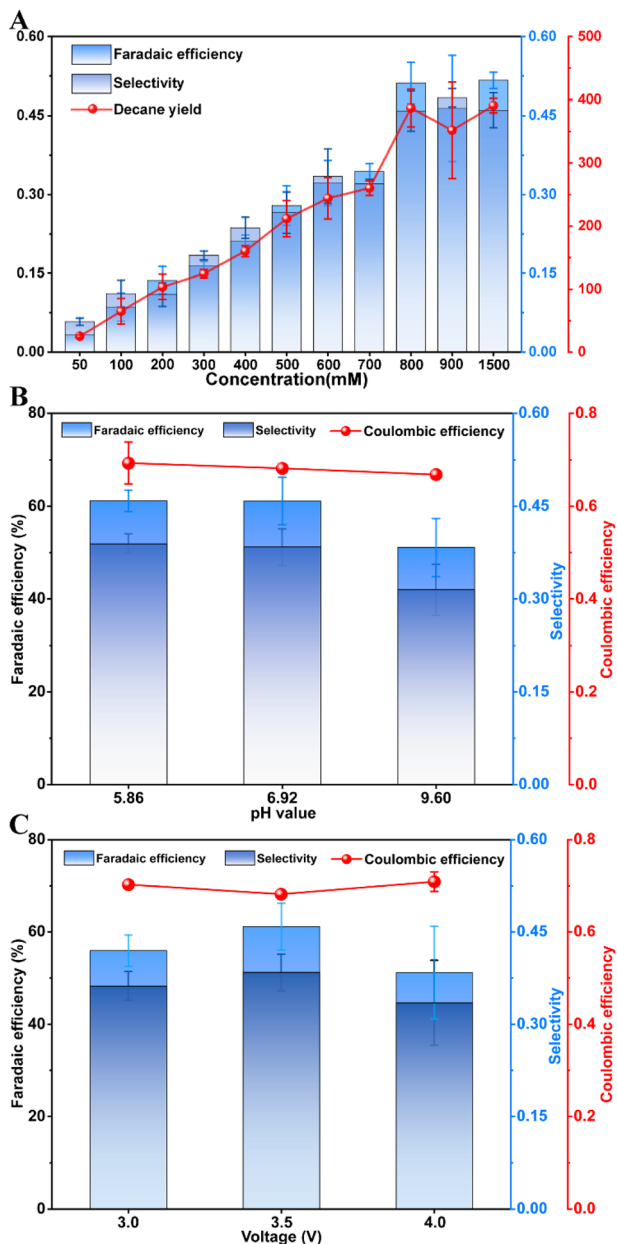 A
0.60
0.45
0.30
0.15
0.00
Faradaic efficiency
Selectivity
Decane yield
0.60
0.45
0.30
0.15
0.00
500
400
300
200
100
0
50 100 200 300 400 500 600 700 800 900 1500
Concentration(mM)
B
Faradaic efficiency (%)
80
60
40
20
0
Faradaic efficiency Selectivity Coulombic efficiency
0.60
0.45
0.30
0.15
0.00
Selectivity
0.8
0.6
0.4
0.2
0.0
Coulombic efficiency
5.86 6.92 9.60
pH value
C
Faradaic efficiency (%)
80
60
40
20
0
Faradaic efficiency Selectivity Coulombic efficiency
0.60
0.45
0.30
0.15
0.00
Selectivity
0.8
0.6
0.4
0.2
0.0
Coulombic efficiency
3.0 3.5 4.0
Voltage (V)